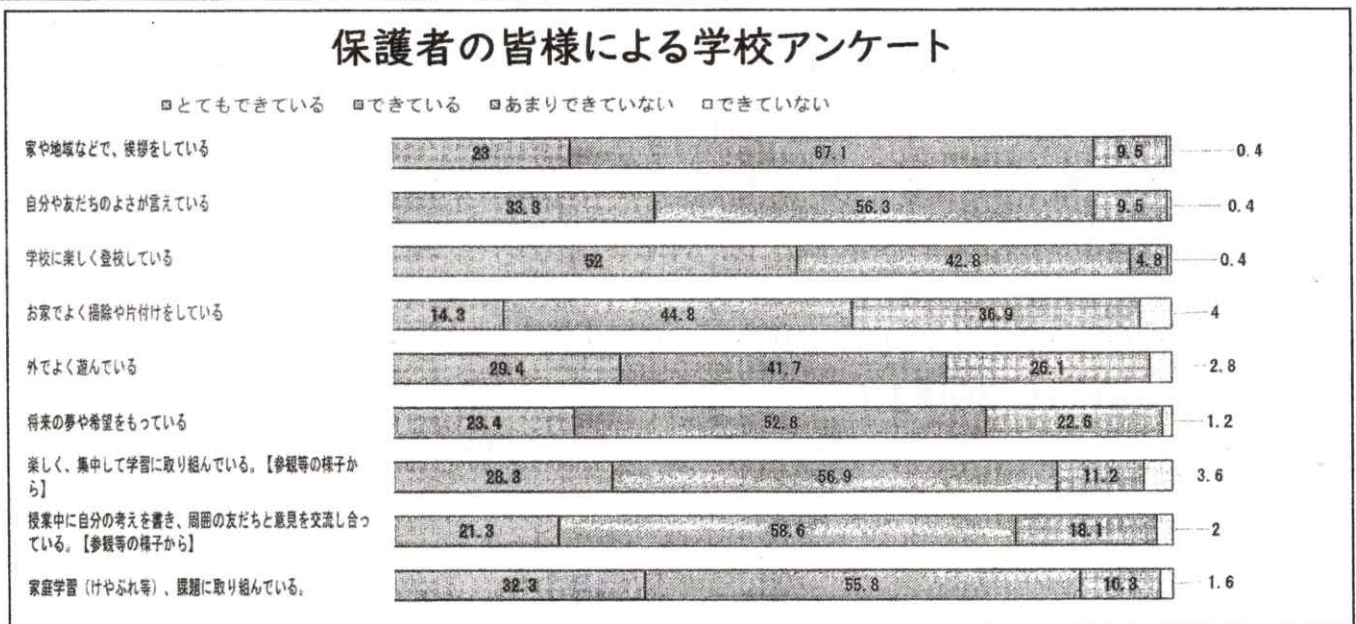 保護者の皆様による学校アンケート
とてもできている できている あまりできていない できていない
家や地域などで、挨拶をしている 23 67.1 9.5 0.4
自分や友だちのよさが言えている 33.8 56.3 9.5 0.4
学校に楽しく登校している 52 42.8 4.8 0.4
お家でよく掃除や片付けをしている 14.3 44.8 36.9 4
外でよく遊んでいる 29.4 41.7 26.1 2.8
将来の夢や希望をもっている 23.4 52.8 22.6 1.2
楽しく、集中して学習に取り組んでいる。【参観等の様子か
ら】 28.3 56.9 11.2 3.6
授業中に自分の考えを書き、周囲の友だちと意見を交流し合っ
ている。【参観等の様子から】 21.3 58.6 18.1 2
家庭学習（けやぶれ等）、課題に取り組んでいる。 32.3 55.8 10.3 1.6